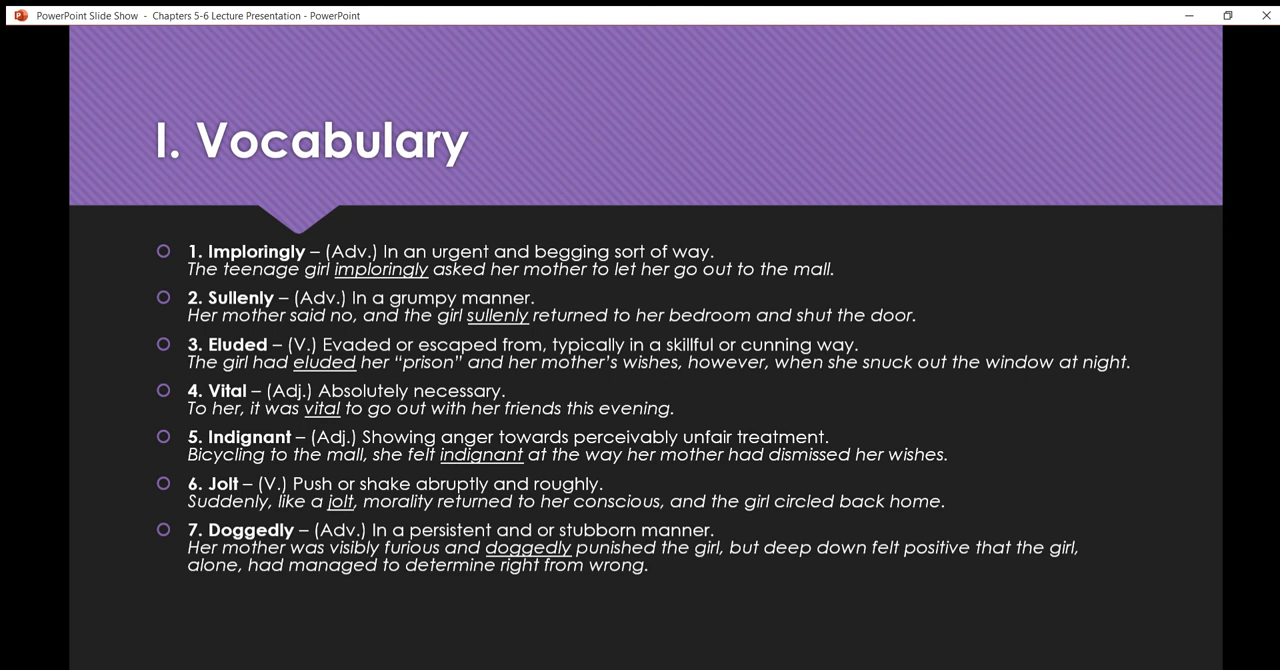 PowerPoint Slide Show - Chapters 5-6 Lecture Presentation - PowerPoint
I. Vocabulary
1. Imploringly – (Adv.) In an urgent and begging sort of way.
The teenage girl imploringly asked her mother to let her go out to the mall.
2. Sullenly – (Adv.) In a grumpy manner.
Her mother said no, and the girl sullenly returned to her bedroom and shut the door.
3. Eluded – (V.) Evaded or escaped from, typically in a skillful or cunning way.
The girl had eluded her “prison” and her mother’s wishes, however, when she snuck out the window at night.
4. Vital – (Adj.) Absolutely necessary.
To her, it was vital to go out with her friends this evening.
5. Indignant – (Adj.) Showing anger towards perceivably unfair treatment.
Bicycling to the mall, she felt indignant at the way her mother had dismissed her wishes.
6. Jolt – (V.) Push or shake abruptly and roughly.
Suddenly, like a jolt, morality returned to her conscious, and the girl circled back home.
7. Doggedly – (Adv.) In a persistent and or stubborn manner.
Her mother was visibly furious and doggedly punished the girl, but deep down felt positive that the girl,
alone, had managed to determine right from wrong.